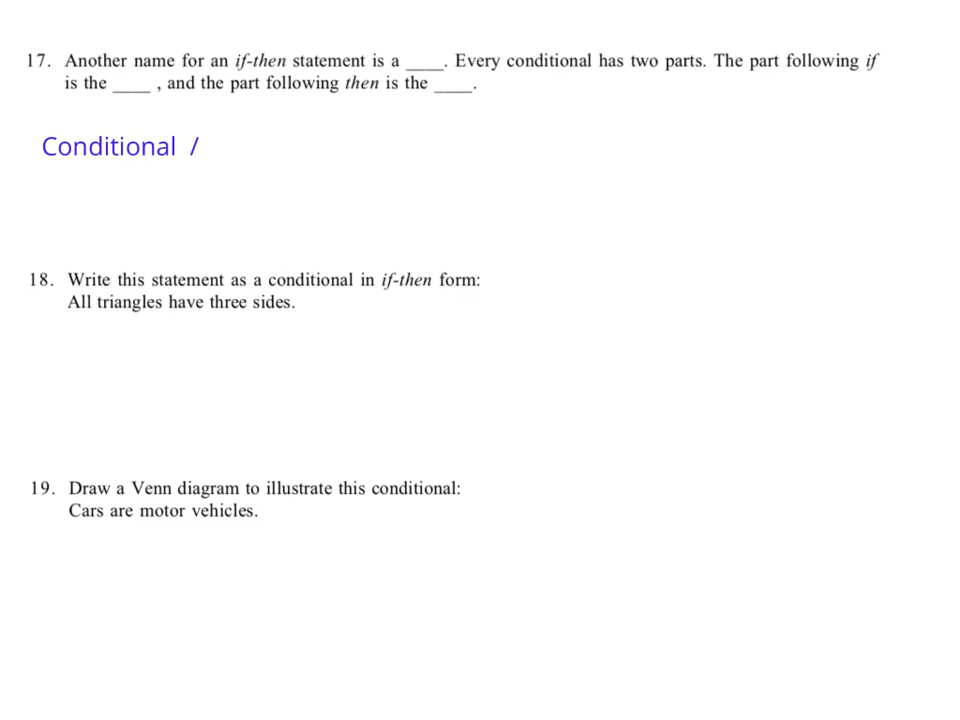 17. Another name for an if-then statement is a ____. Every conditional has two parts. The part following if
is the ____ , and the part following then is the ____.
Conditional /
18. Write this statement as a conditional in if-then form:
All triangles have three sides.
19. Draw a Venn diagram to illustrate this conditional:
Cars are motor vehicles.